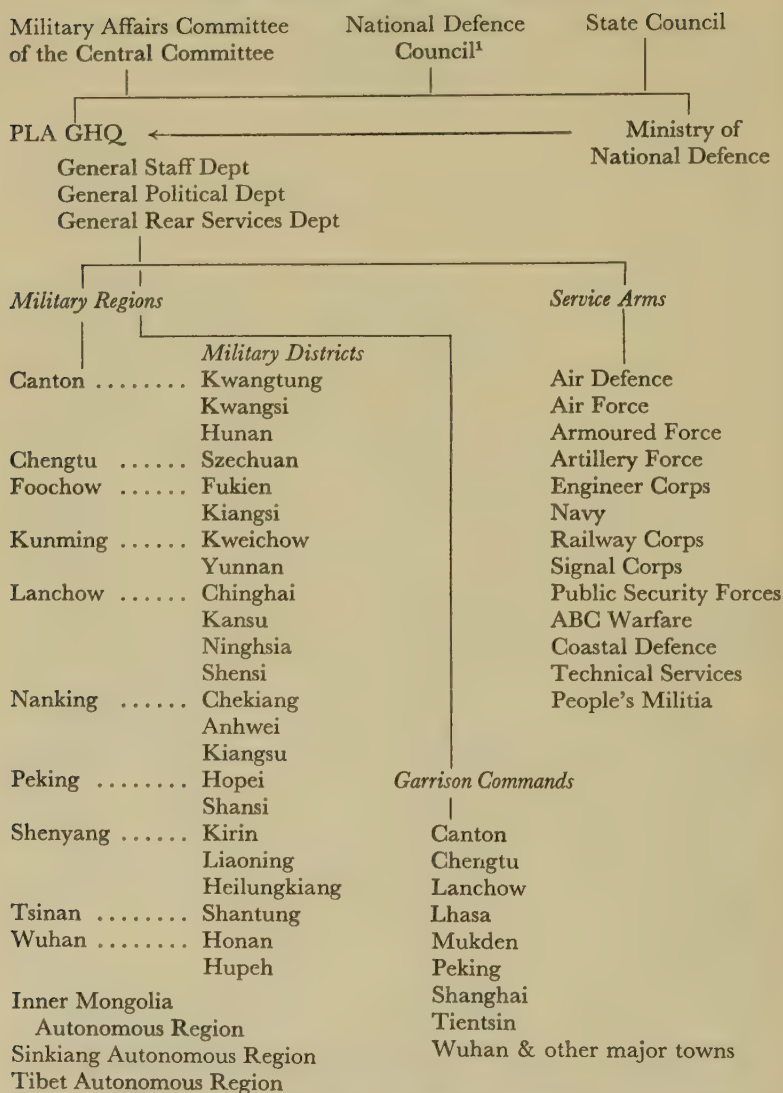 Military Affairs Committee
of the Central Committee
National Defence
Council¹
State Council
PLA GHQ
Ministry of
National Defence
General Staff Dept
General Political Dept
General Rear Services Dept
Military Regions
Service Arms
Military Districts
Canton ........ Kwangtung
Kwangsi
Hunan
Chengtu ...... Szechuan
Foochow ...... Fukien
Kiangsi
Kunming ...... Kweichow
Yunnan
Lanchow ...... Chinghai
Kansu
Ninghsia
Shensi
Nanking ...... Chekiang
Anhwei
Kiangsu
Peking ........ Hopei
Shansi
Shenyang ...... Kirin
Liaoning
Heilungkiang
Tsinan ........ Shantung
Wuhan ........ Honan
Hupeh
Inner Mongolia
Autonomous Region
Sinkiang Autonomous Region
Tibet Autonomous Region
Air Defence
Air Force
Armoured Force
Artillery Force
Engineer Corps
Navy
Railway Corps
Signal Corps
Public Security Forces
ABC Warfare
Coastal Defence
Technical Services
People's Militia
Garrison Commands
Canton
Chengtu
Lanchow
Lhasa
Mukden
Peking
Shanghai
Tientsin
Wuhan & other major towns